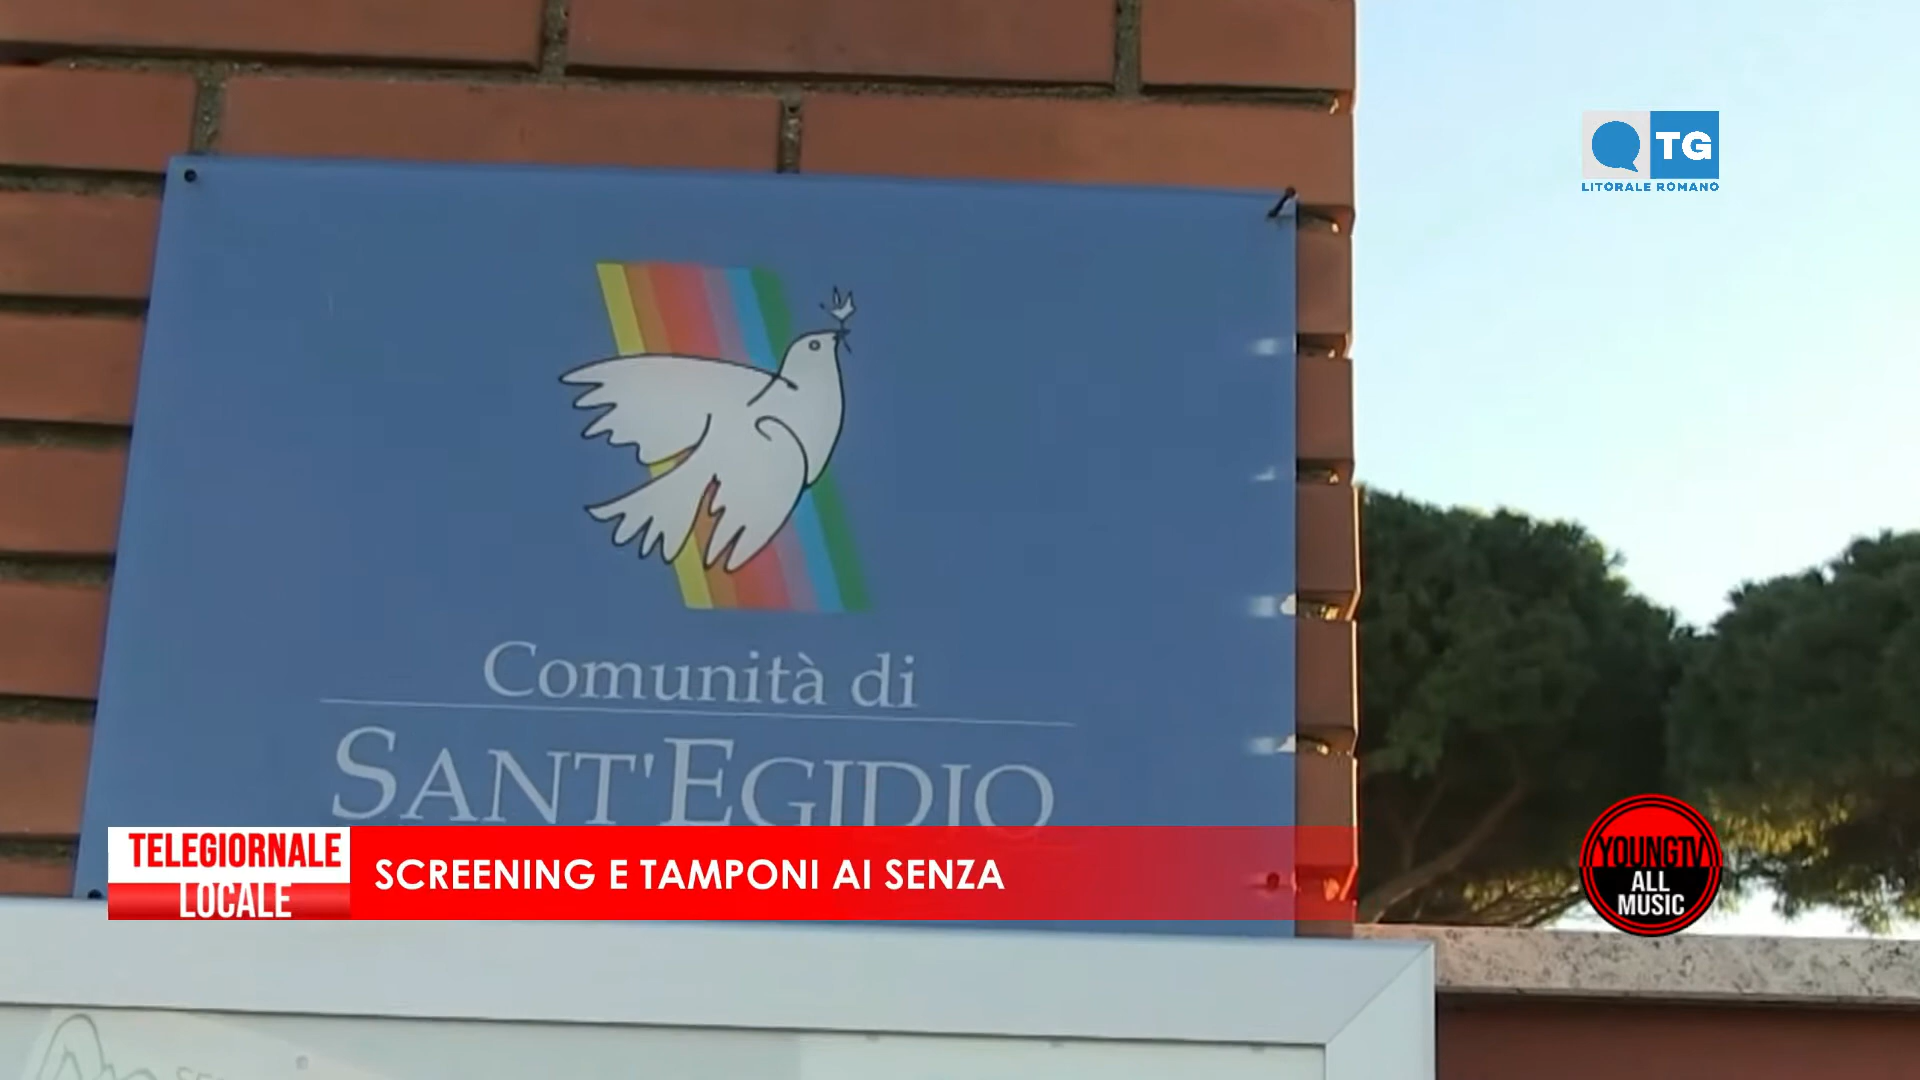 TG
LITORALE ROMANO
Comunità di
SANT'EGIDIO
TELEGIORNALE
LOCALE
SCREENING E TAMPONI AI SENZA
YOUNGTV
ALL
MUSIC